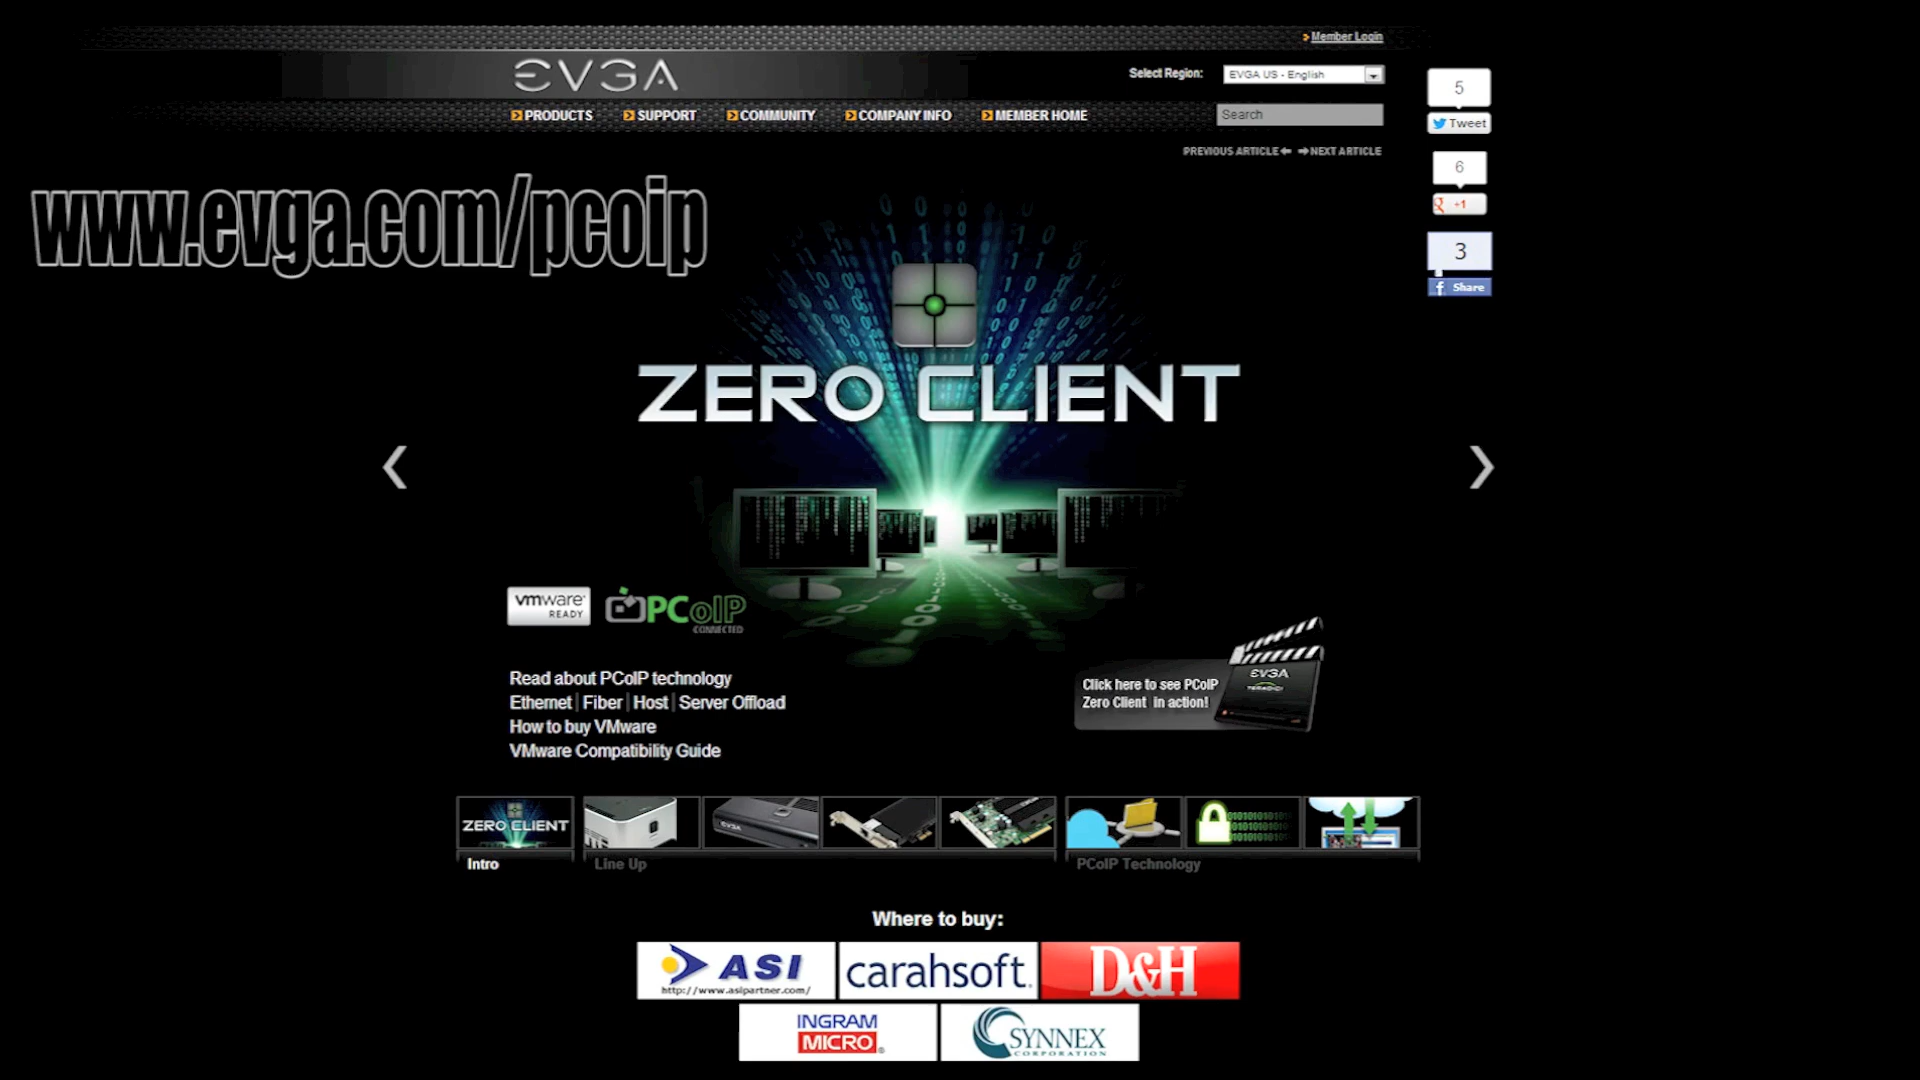 Member Login
EVGA
Select Region:
EVGA US - English
5
Tweet
PRODUCTS
SUPPORT
COMMUNITY
COMPANY INFO
MEMBER HOME
Search
PREVIOUS ARTICLE
NEXT ARTICLE
6
+1
www.evga.com/pcoip
3
Share
ZERO CLIENT
vmware
READY
PCoIP
CONNECTED
Read about PCoIP technology
Ethernet | Fiber | Host | Server Offload
How to buy VMware
VMware Compatibility Guide
Click here to see PCoIP
Zero Client in action!
EVGA
TERADICI
ZERO CLIENT
EVGA
Intro
Line Up
PCoIP Technology
Where to buy:
ASI
http://www.asipartner.com/
carahsoft.
D&H
INGRAM
MICRO
SYNNEX
CORPORATION